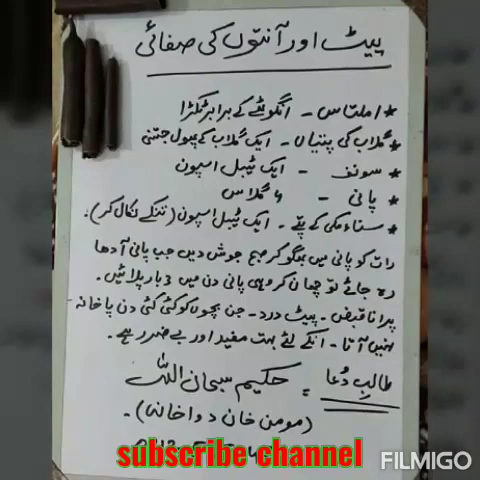 پیٹ اور آنتوں کی صفائی
* املتاس - انگوٹھے کے برابر ٹکڑا
* گلاب کی پتیاں - ایک گلاب کے پھول جتنی
* سونف - ایک ٹیبل اسپون
* پانی - ۶ گلاس
* سناء مکی کے پتے - ایک ٹیبل اسپون (تنکے نکال کر)۔
رات کو پانی میں بھگو کر صبح جوش دیں جب پانی آدھا
رہ جائے تو چھان کر وہی پانی دن میں 3 بار پلائیں۔
پرانا قبض - پیٹ درد - جن بچوں کو کئی کئی دن پاخانہ
نہیں آتا - انکے لئے بہت مفید اور بے ضرر ہے۔
طالب دُعا = حکیم سبحان اللہ
(مومن خان دواخانہ)۔
subscribe channel
FILMIGO